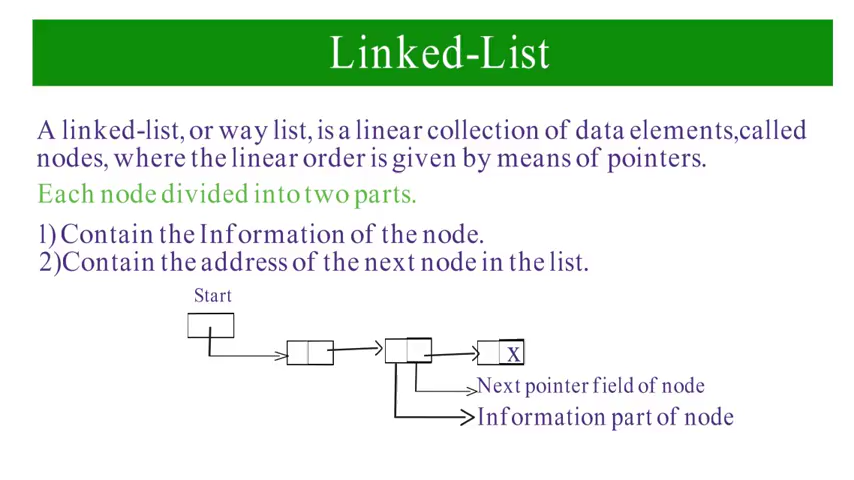 Linked-List
A linked-list, or way list, is a linear collection of data elements,called
nodes, where the linear order is given by means of pointers.
Each node divided into two parts.
1) Contain the Information of the node.
2)Contain the address of the next node in the list.
Start
X
Next pointer field of node
Information part of node